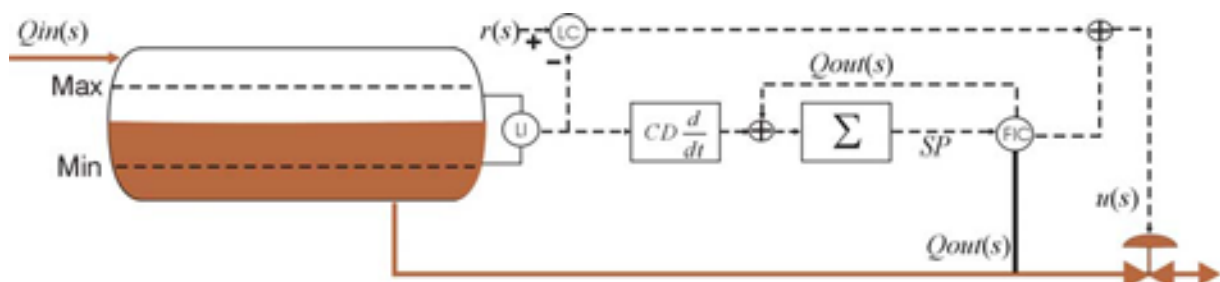 Qin(s)
Max
Min
LI
r(s)
+
-
LC
CD d/dt
Qout(s)
Σ
SP
FIC
Qout(s)
u(s)